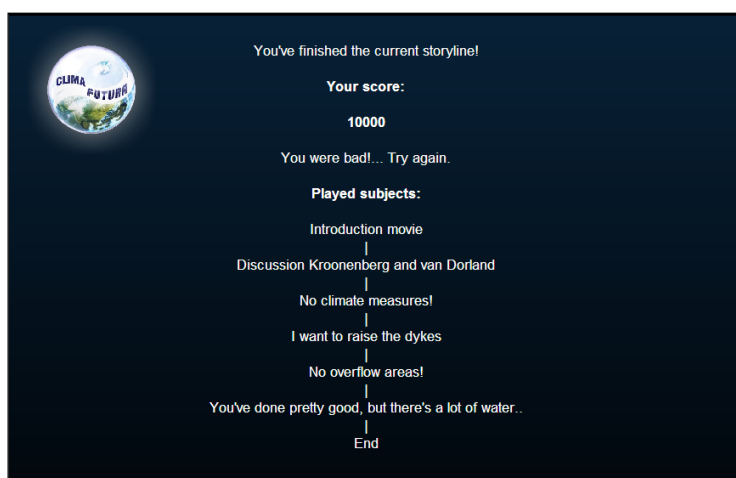 CLIMA
FUTURA
You've finished the current storyline!
Your score:
10000
You were bad!... Try again.
Played subjects:
Introduction movie
|
Discussion Kroonenberg and van Dorland
|
No climate measures!
|
I want to raise the dykes
|
No overflow areas!
|
You've done pretty good, but there's a lot of water..
|
End